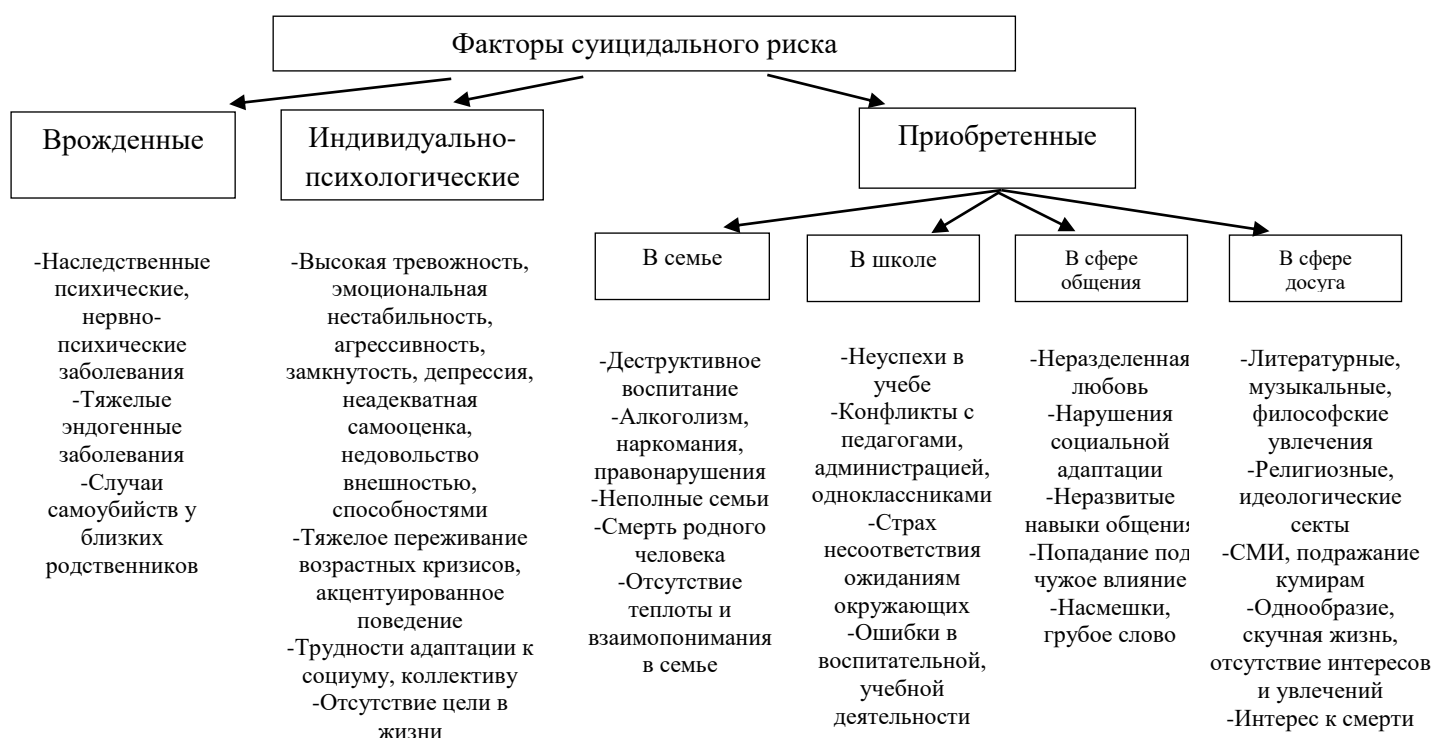 Факторы суицидального риска
Врожденные
Индивидуально-
психологические
Приобретенные
-Наследственные
психические,
нервно-
психические
заболевания
-Тяжелые
эндогенные
заболевания
-Случаи
самоубийств у
близких
родственников
-Высокая тревожность,
эмоциональная
нестабильность,
агрессивность,
замкнутость, депрессия,
неадекватная
самооценка,
недовольство
внешностью,
способностями
-Тяжелое переживание
возрастных кризисов,
акцентуированное
поведение
-Трудности адаптации к
социуму, коллективу
-Отсутствие цели в
жизни
В семье
-Деструктивное
воспитание
-Алкоголизм,
наркомания,
правонарушения
-Неполные семьи
-Смерть родного
человека
-Отсутствие
теплоты и
взаимопонимания
в семье
В школе
-Неуспехи в
учебе
-Конфликты с
педагогами,
администрацией,
одноклассниками
-Страх
несоответствия
ожиданиям
окружающих
-Ошибки в
воспитательной,
учебной
деятельности
В сфере
общения
-Неразделенная
любовь
-Нарушения
социальной
адаптации
-Неразвитые
навыки общения
-Попадание под
чужое влияние
-Насмешки,
грубое слово
В сфере
досуга
-Литературные,
музыкальные,
философские
увлечения
-Религиозные,
идеологические
секты
-СМИ, подражание
кумирам
-Однообразие,
скучная жизнь,
отсутствие интересов
и увлечений
-Интерес к смерти